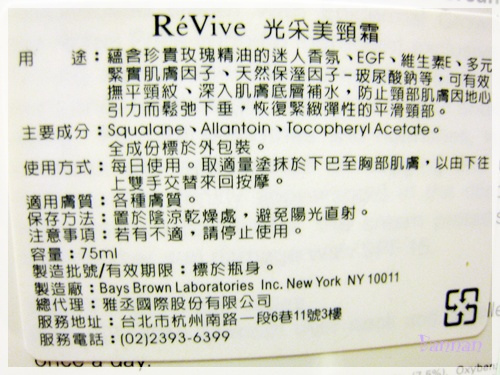 RéVive 光采美頸霜
用　　途：蘊含珍貴玫瑰精油的迷人香氛、EGF、維生素E、多元
緊實肌膚因子、天然保溼因子-玻尿酸鈉等，可有效
撫平頸紋、深入肌膚底層補水，防止頸部肌膚因地心
引力而鬆弛下垂，恢復緊緻彈性的平滑頸部。
主要成分：Squalane、Allantoin、Tocopheryl Acetate。
全成份標於外包裝。
使用方式：每日使用。取適量塗抹於下巴至胸部肌膚，以由下往
上雙手交替來回按摩。
適用膚質：各種膚質。
保存方法：置於陰涼乾燥處，避免陽光直射。
注意事項：若有不適，請停止使用。
容量：75ml
製造批號/有效期限：標於瓶身。
製造廠：Bays Brown Laboratories Inc. New York NY 10011
總代理：雅丞國際股份有限公司
服務地址：台北市杭州南路一段6巷11號3樓
服務電話：(02)2393-6399
Once a day.